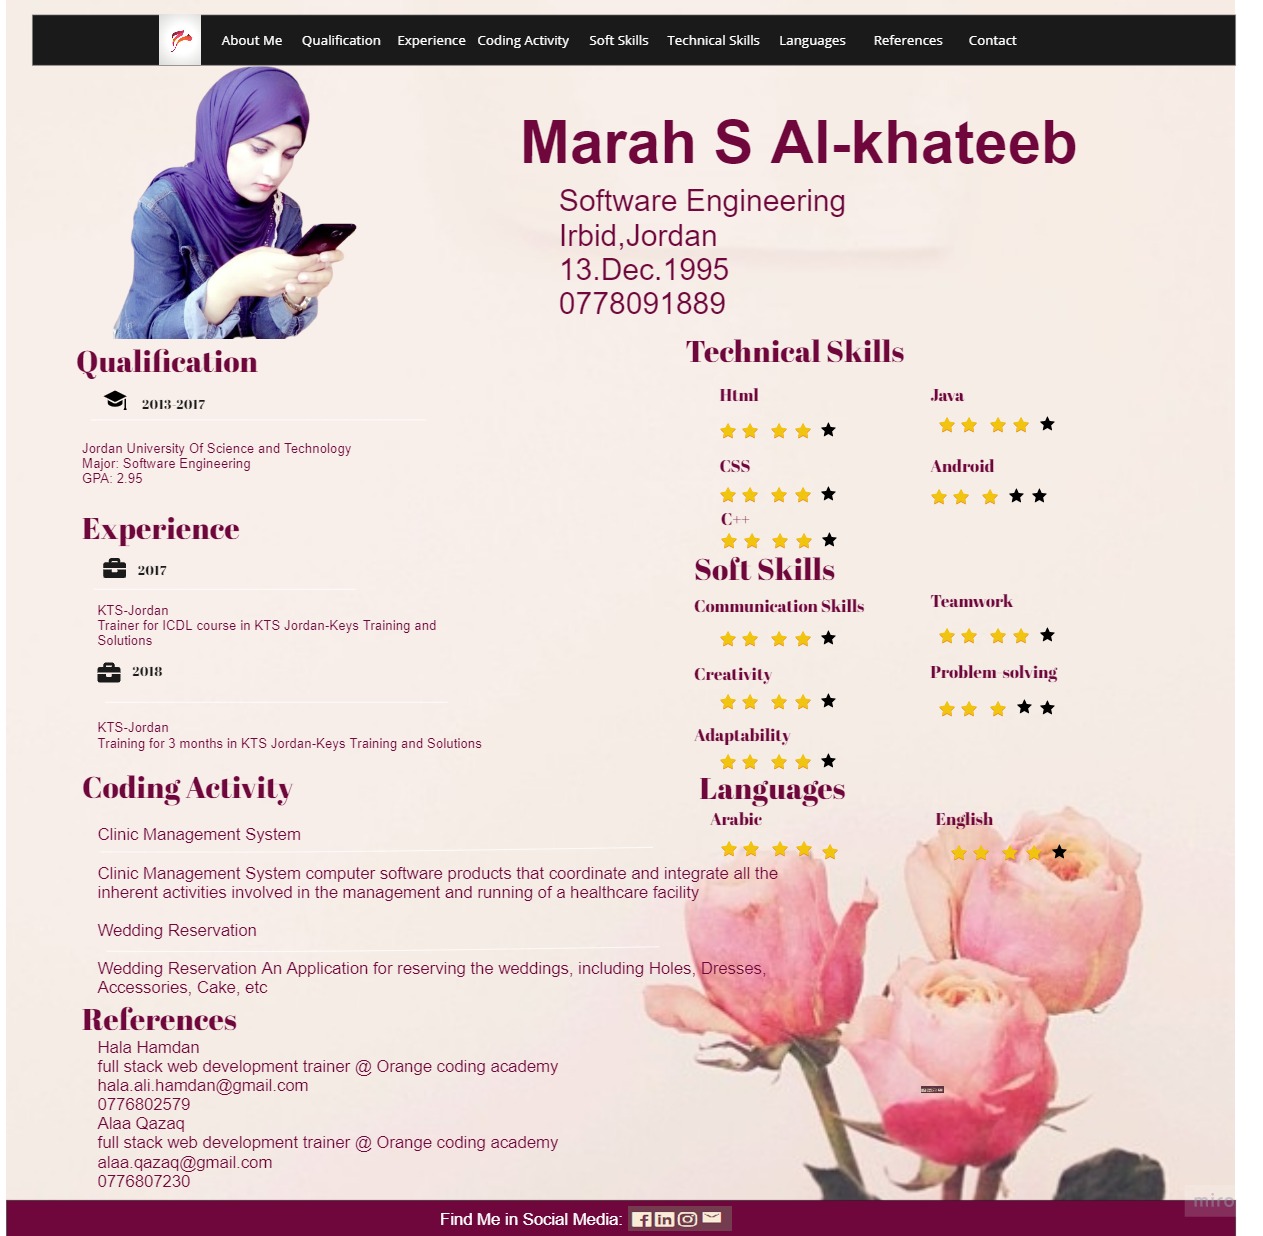 About Me Qualification Experience Coding Activity Soft Skills Technical Skills Languages References Contact
Marah S Al-khateeb
Software Engineering
Irbid,Jordan
13.Dec.1995
0778091889
Qualification
2013-2017
Jordan University Of Science and Technology
Major: Software Engineering
GPA: 2.95
Experience
2017
KTS-Jordan
Trainer for ICDL course in KTS Jordan-Keys Training and
Solutions
2018
KTS-Jordan
Training for 3 months in KTS Jordan-Keys Training and Solutions
Technical Skills
Html Java
CSS Android
C++
Soft Skills
Communication Skills Teamwork
Creativity Problem-solving
Adaptability
Languages
Arabic English
Coding Activity
Clinic Management System
Clinic Management System computer software products that coordinate and integrate all the
inherent activities involved in the management and running of a healthcare facility
Wedding Reservation
Wedding Reservation An Application for reserving the weddings, including Holes, Dresses,
Accessories, Cake, etc
References
Hala Hamdan
full stack web development trainer @ Orange coding academy
hala.ali.hamdan@gmail.com
0776802579
Alaa Qazaq
full stack web development trainer @ Orange coding academy
alaa.qazaq@gmail.com
0776807230
miro
Find Me in Social Media: